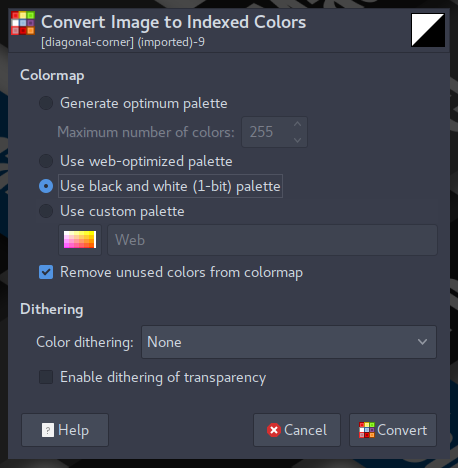 Convert Image to Indexed Colors
[diagonal-corner] (imported)-9
Colormap
Generate optimum palette
Maximum number of colors: 255
Use web-optimized palette
Use black and white (1-bit) palette
Use custom palette
Web
Remove unused colors from colormap
Dithering
Color dithering: None
Enable dithering of transparency
Help Cancel Convert